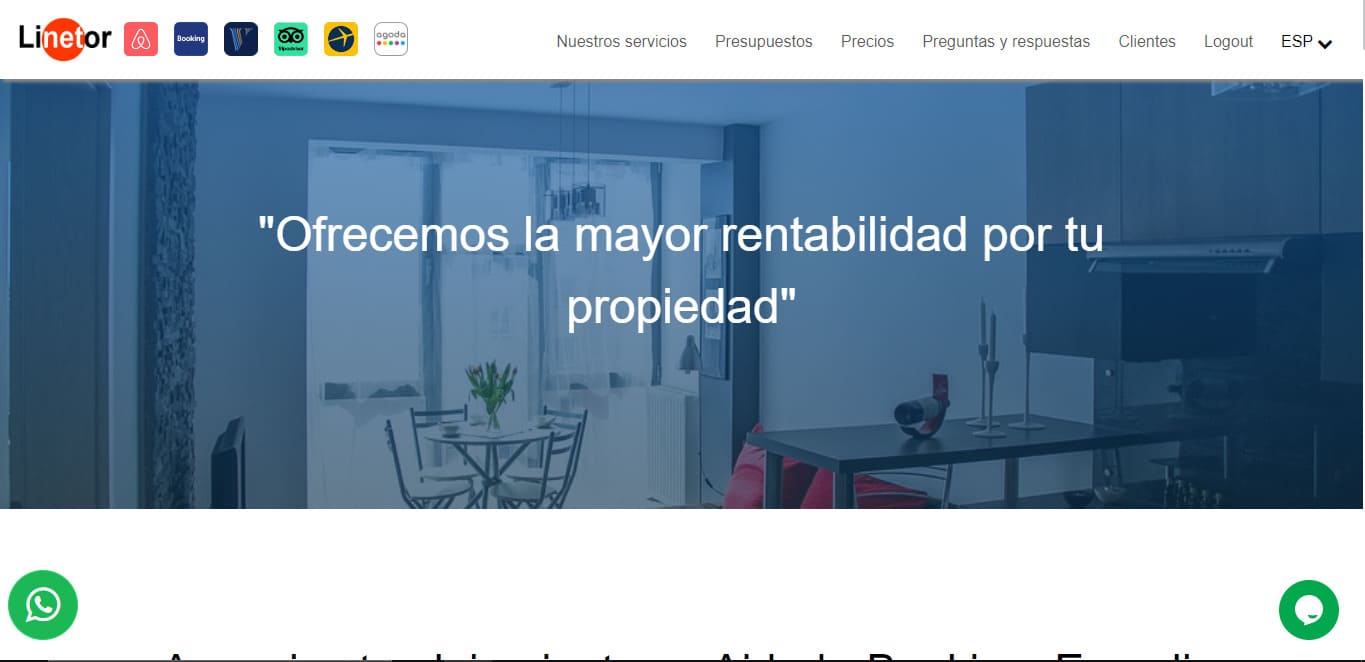 Linetor
Booking
Tripadvisor
agoda
Nuestros servicios Presupuestos Precios Preguntas y respuestas Clientes Logout ESP
"Ofrecemos la mayor rentabilidad por tu
propiedad"